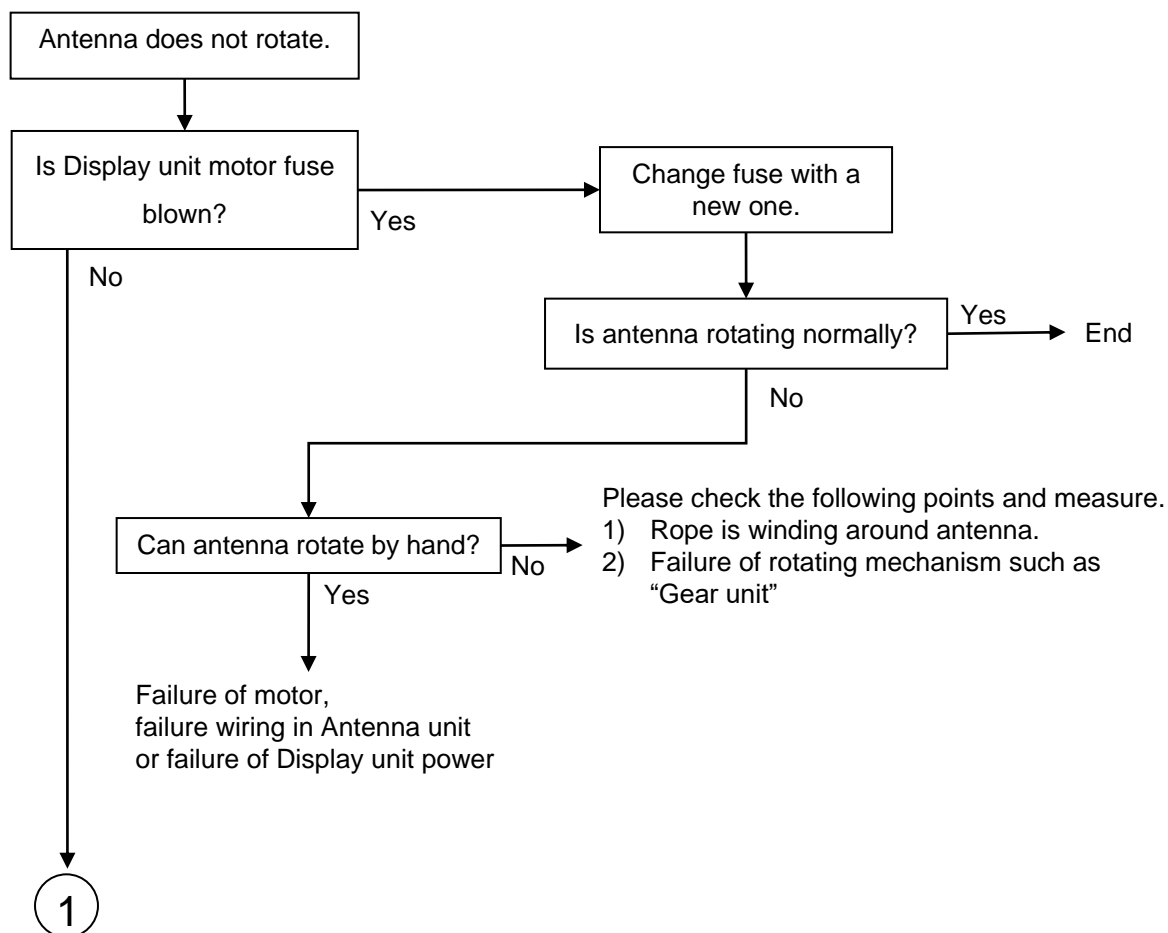 Antenna does not rotate.
Is Display unit motor fuse
blown?
Yes
No
Change fuse with a
new one.
Is antenna rotating normally?
Yes
End
No
Can antenna rotate by hand?
No
Yes
Please check the following points and measure.
1) Rope is winding around antenna.
2) Failure of rotating mechanism such as
“Gear unit”
Failure of motor,
failure wiring in Antenna unit
or failure of Display unit power
1